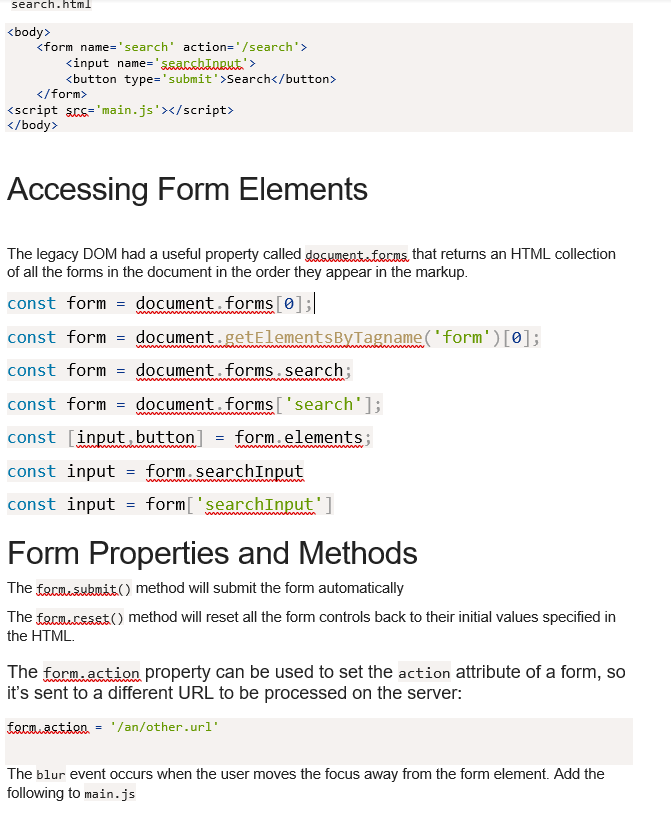 search.html
<body>
<form name='search' action='/search'>
<input name='searchInput'>
<button type='submit'>Search</button>
</form>
<script src='main.js'></script>
</body>
Accessing Form Elements
The legacy DOM had a useful property called document.forms that returns an HTML collection
of all the forms in the document in the order they appear in the markup.
const form = document.forms[0];
const form = document.getElementsByTagname('form')[0];
const form = document.forms.search;
const form = document.forms['search'];
const [input,button] = form.elements;
const input = form.searchInput
const input = form['searchInput']
Form Properties and Methods
The form.submit() method will submit the form automatically
The form.reset() method will reset all the form controls back to their initial values specified in
the HTML.
The form.action property can be used to set the action attribute of a form, so
it’s sent to a different URL to be processed on the server:
form.action = '/an/other.url'
The blur event occurs when the user moves the focus away from the form element. Add the
following to main.js